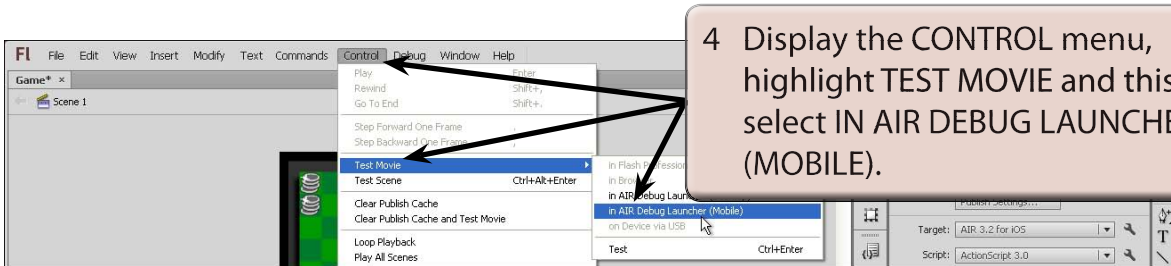 4 Display the CONTROL menu,
highlight TEST MOVIE and this
select IN AIR DEBUG LAUNCHE
(MOBILE).
Fl File Edit View Insert Modify Text Commands Control Debug Window Help
Game* ×
Scene 1
Play Enter
Rewind Shift+,
Go To End Shift+.
Step Forward One Frame .
Step Backward One Frame ,
Test Movie
Test Scene Ctrl+Alt+Enter
Clear Publish Cache
Clear Publish Cache and Test Movie
Loop Playback
Play All Scenes
in Flash Professional
in
in AIR Debug
in AIR Debug Launcher (Mobile)
on Device via USB
Test Ctrl+Enter
Publish Settings...
Target: AIR 3.2 for iOS
Script: ActionScript 3.0